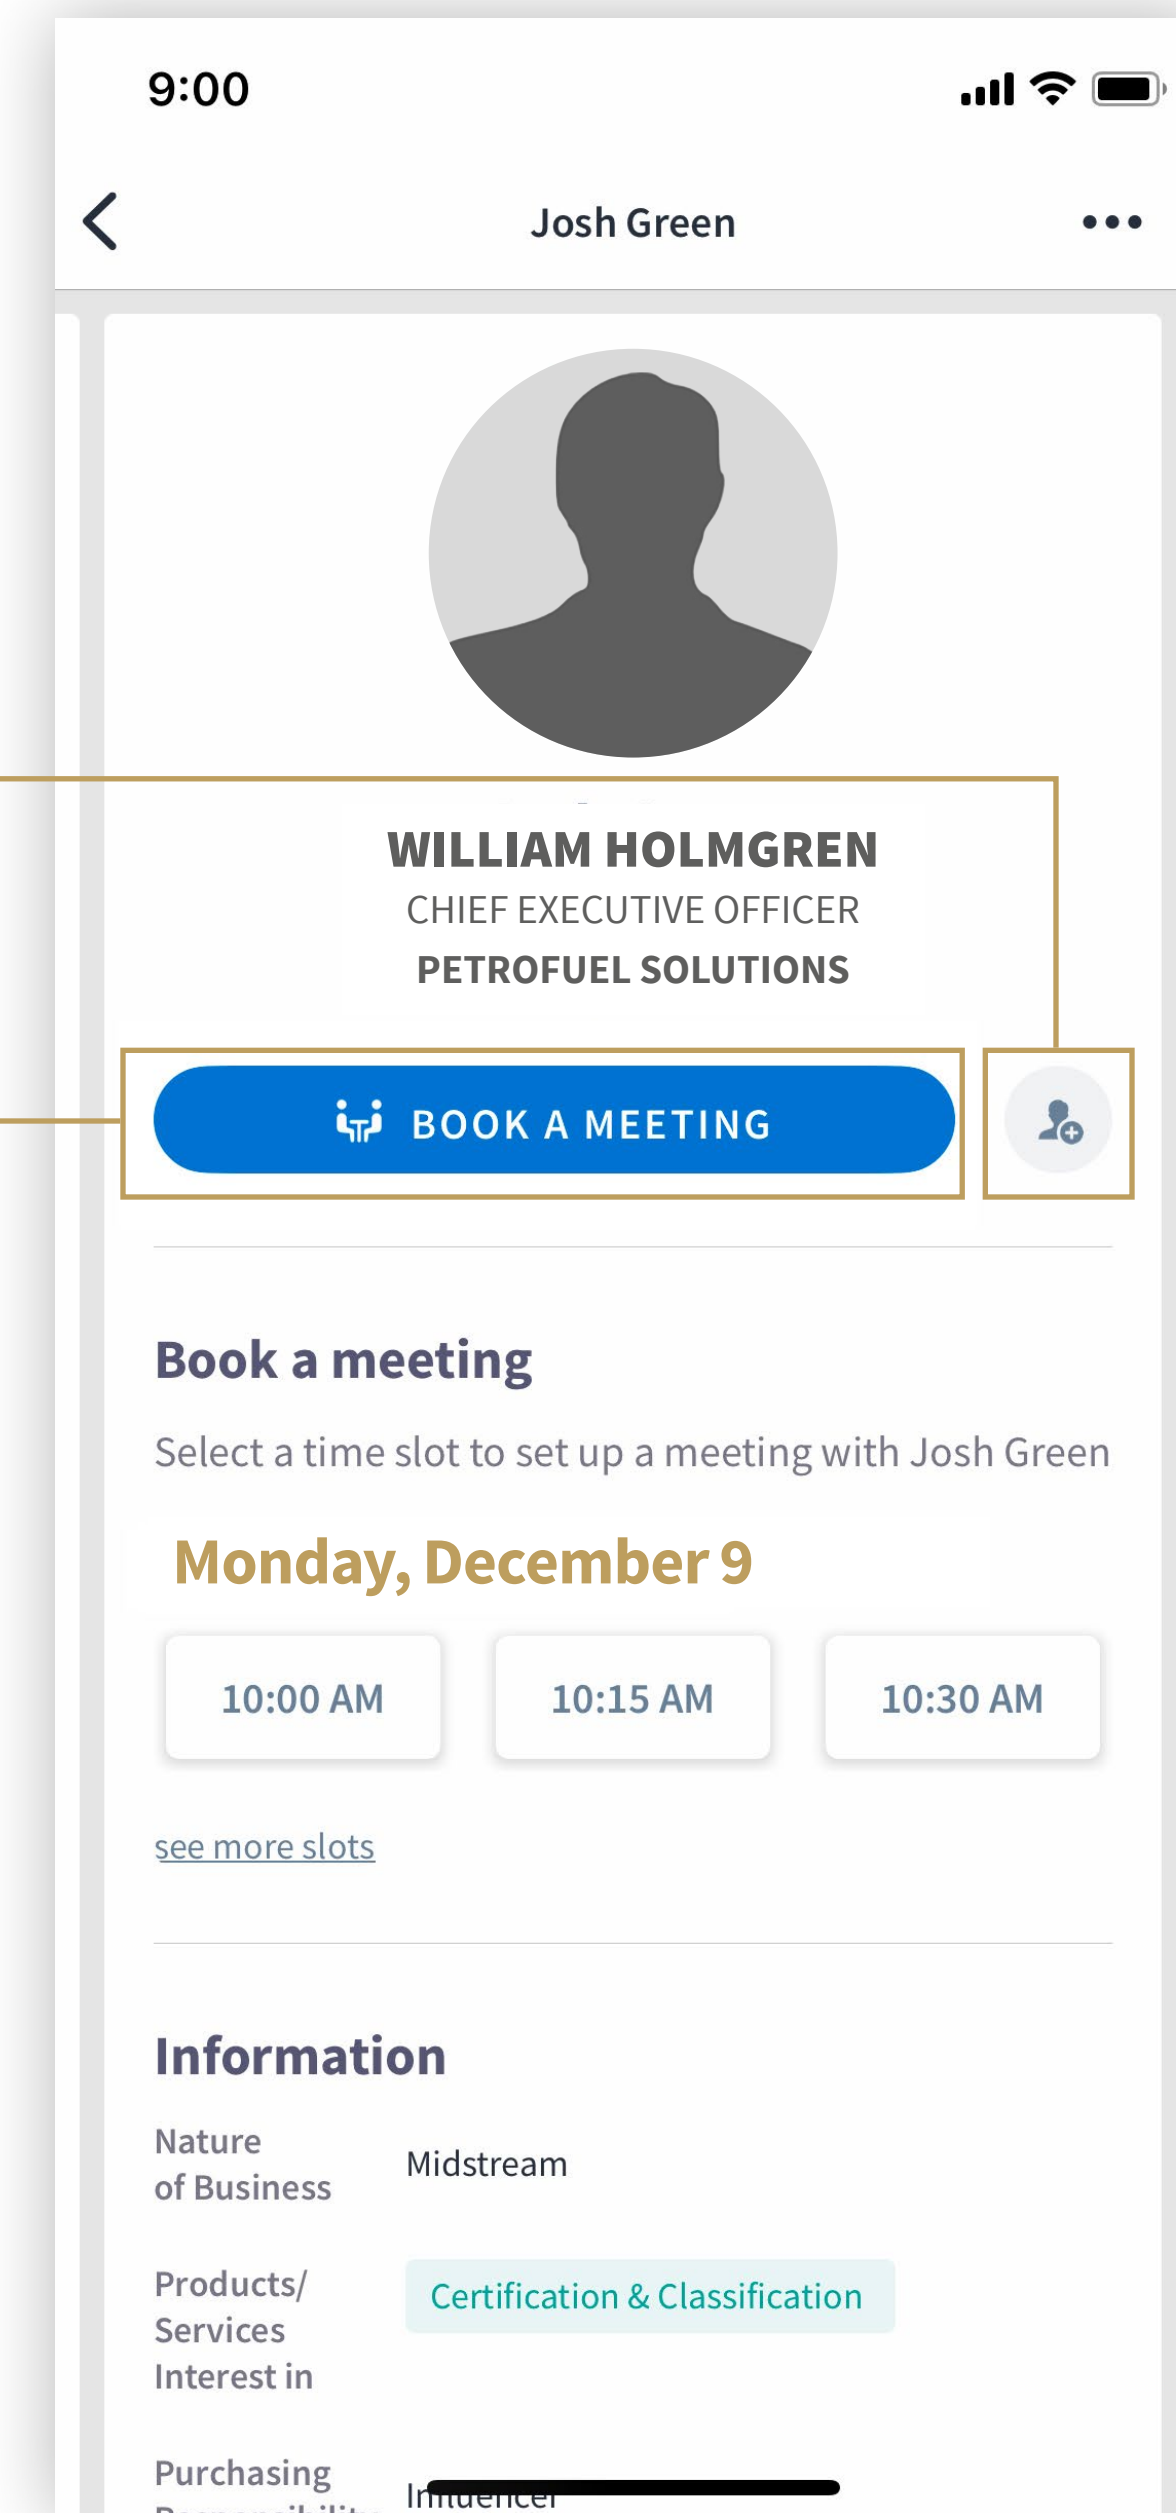 9:00
Josh Green
WILLIAM HOLMGREN
CHIEF EXECUTIVE OFFICER
PETROFUEL SOLUTIONS
BOOK A MEETING
Book a meeting
Select a time slot to set up a meeting with Josh Green
Monday, December 9
10:00 AM 10:15 AM 10:30 AM
see more slots
Information
Nature
of Business
Midstream
Products/
Services
Interest in
Certification & Classification
Purchasing
Responsibility
Influencer